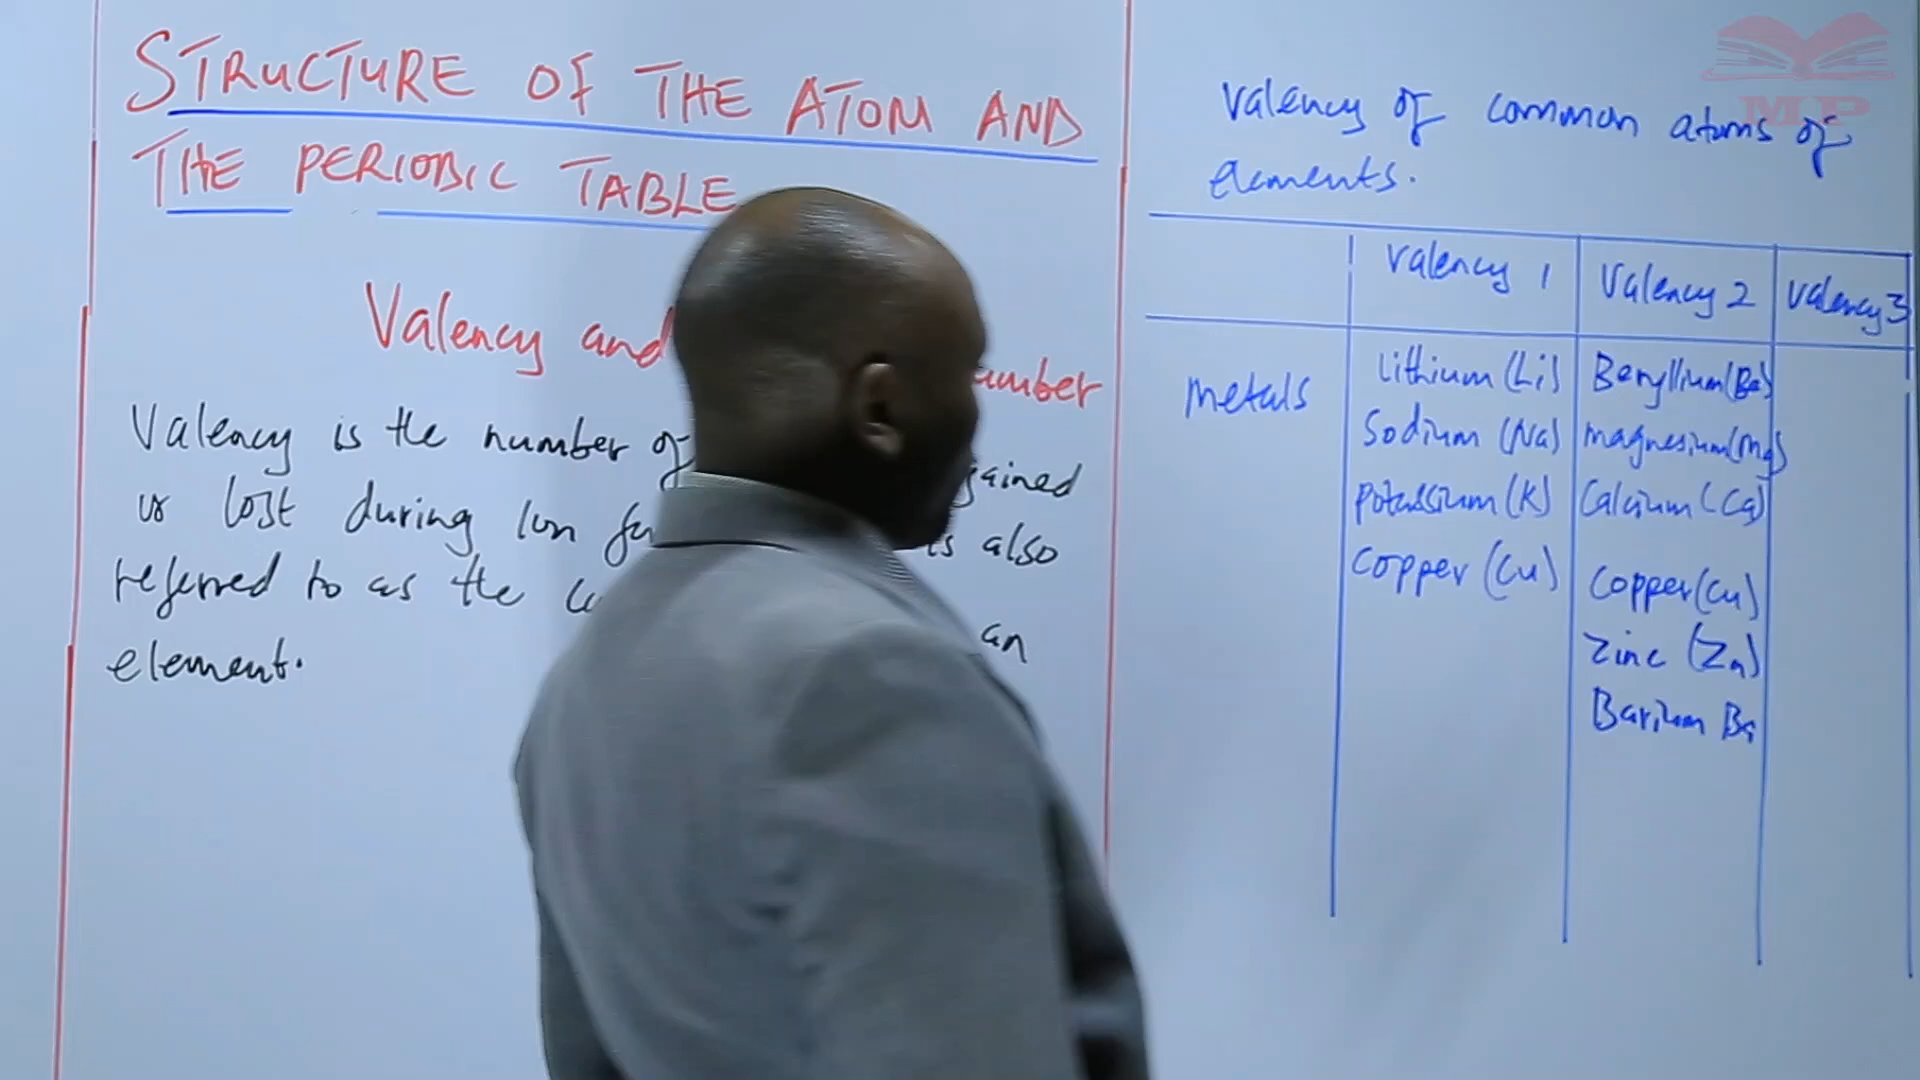 STRUCTURE OF THE ATOM AND
THE PERIODIC TABLE
Valency and number
Valency is the number of gained
or lost during Ion is also
referred to as the an
element.
Valency of common atoms of
elements.
Valency 1 Valency 2 Valency 3
metals Lithium (Li) Beryllium (Be)
Sodium (Na) magnesium (Mg)
potassium (K) Calcium (Ca)
Copper (Cu) Copper (Cu)
Zinc (Zn)
Barium Ba
MP